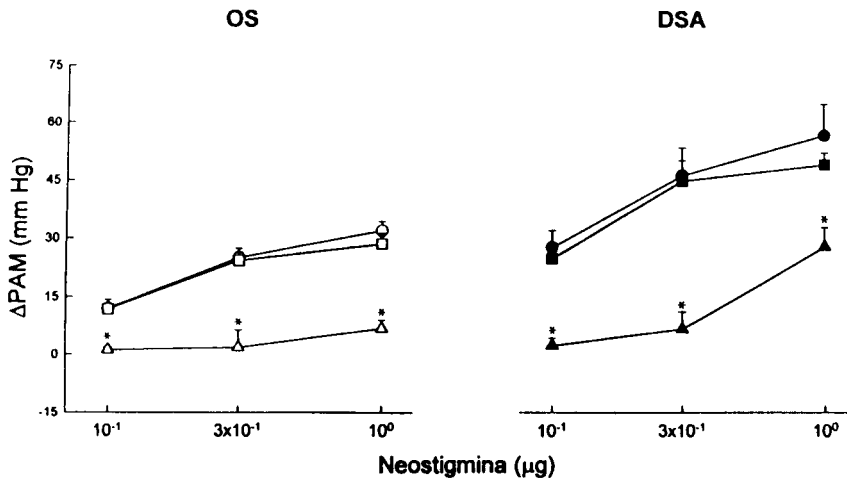 OS
DSA
ΔPAM (mm Hg)
75
60
45
30
15
0
-15
*
*
*
*
*
*
10⁻¹
3x10⁻¹
10⁰
10⁻¹
3x10⁻¹
10⁰
Neostigmina (μg)